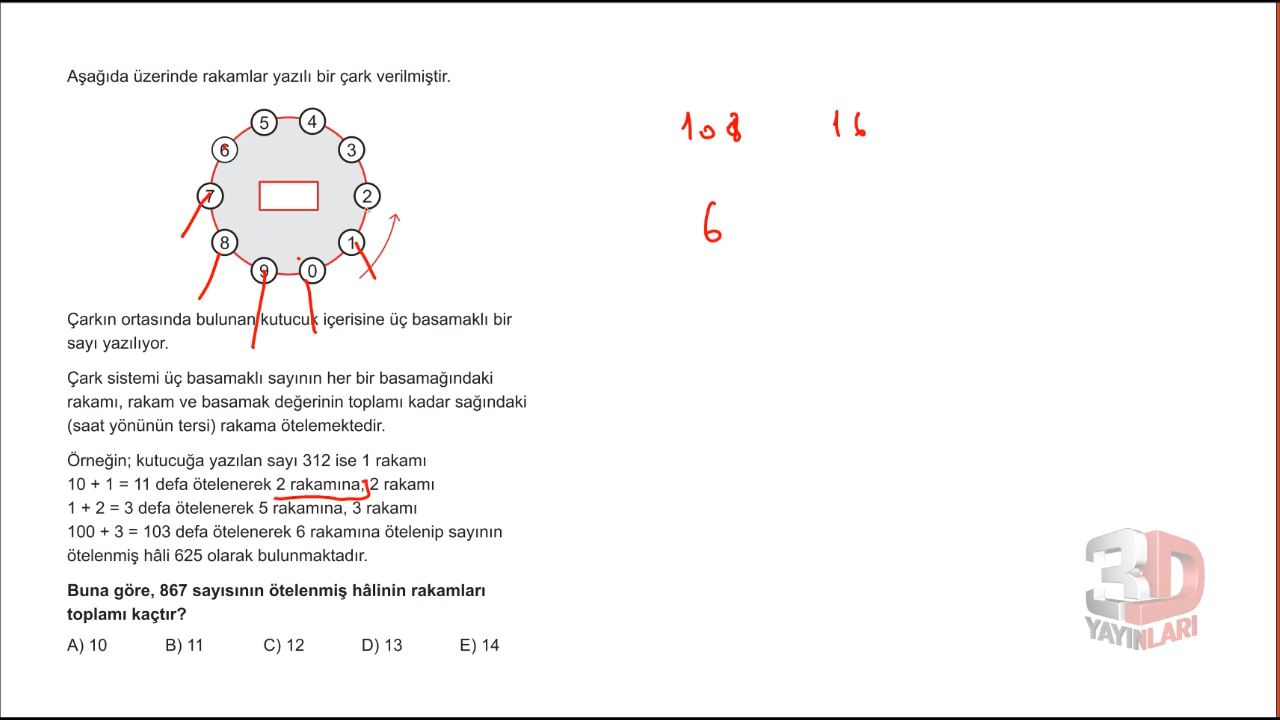 Aşağıda üzerinde rakamlar yazılı bir çark verilmiştir.
108 16
5 4
6 3
7 2
6
8 1
9 0
Çarkın ortasında bulunan kutucuk içerisine üç basamaklı bir
sayı yazılıyor.
Çark sistemi üç basamaklı sayının her bir basamağındaki
rakamı, rakam ve basamak değerinin toplamı kadar sağındaki
(saat yönünün tersi) rakama ötelemektedir.
Örneğin; kutucuğa yazılan sayı 312 ise 1 rakamı
10 + 1 = 11 defa ötelenerek 2 rakamına, 2 rakamı
1 + 2 = 3 defa ötelenerek 5 rakamına, 3 rakamı
100 + 3 = 103 defa ötelenerek 6 rakamına ötelenip sayının
ötelenmiş hâli 625 olarak bulunmaktadır.
Buna göre, 867 sayısının ötelenmiş hâlinin rakamları
toplamı kaçtır?
A) 10 B) 11 C) 12 D) 13 E) 14
3D
YAYINLARI